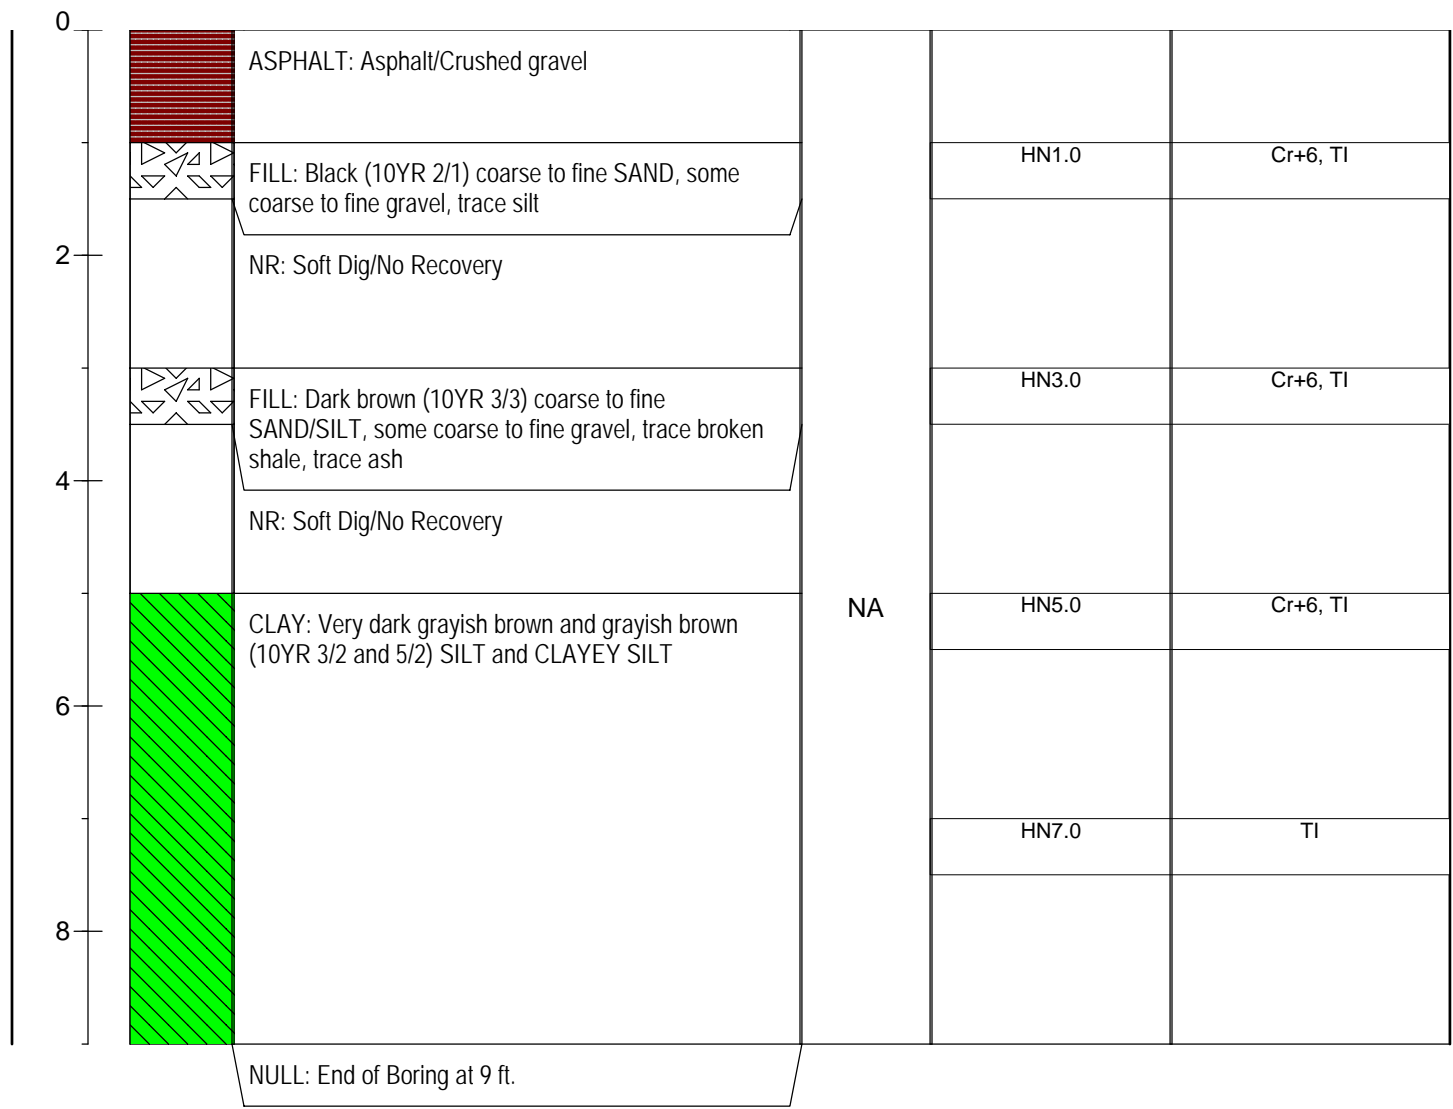 0
ASPHALT: Asphalt/Crushed gravel
HN1.0 Cr+6, TI
FILL: Black (10YR 2/1) coarse to fine SAND, some
coarse to fine gravel, trace silt
2
NR: Soft Dig/No Recovery
HN3.0 Cr+6, TI
FILL: Dark brown (10YR 3/3) coarse to fine
SAND/SILT, some coarse to fine gravel, trace broken
shale, trace ash
4
NR: Soft Dig/No Recovery
NA HN5.0 Cr+6, TI
CLAY: Very dark grayish brown and grayish brown
(10YR 3/2 and 5/2) SILT and CLAYEY SILT
6
HN7.0 TI
8
NULL: End of Boring at 9 ft.